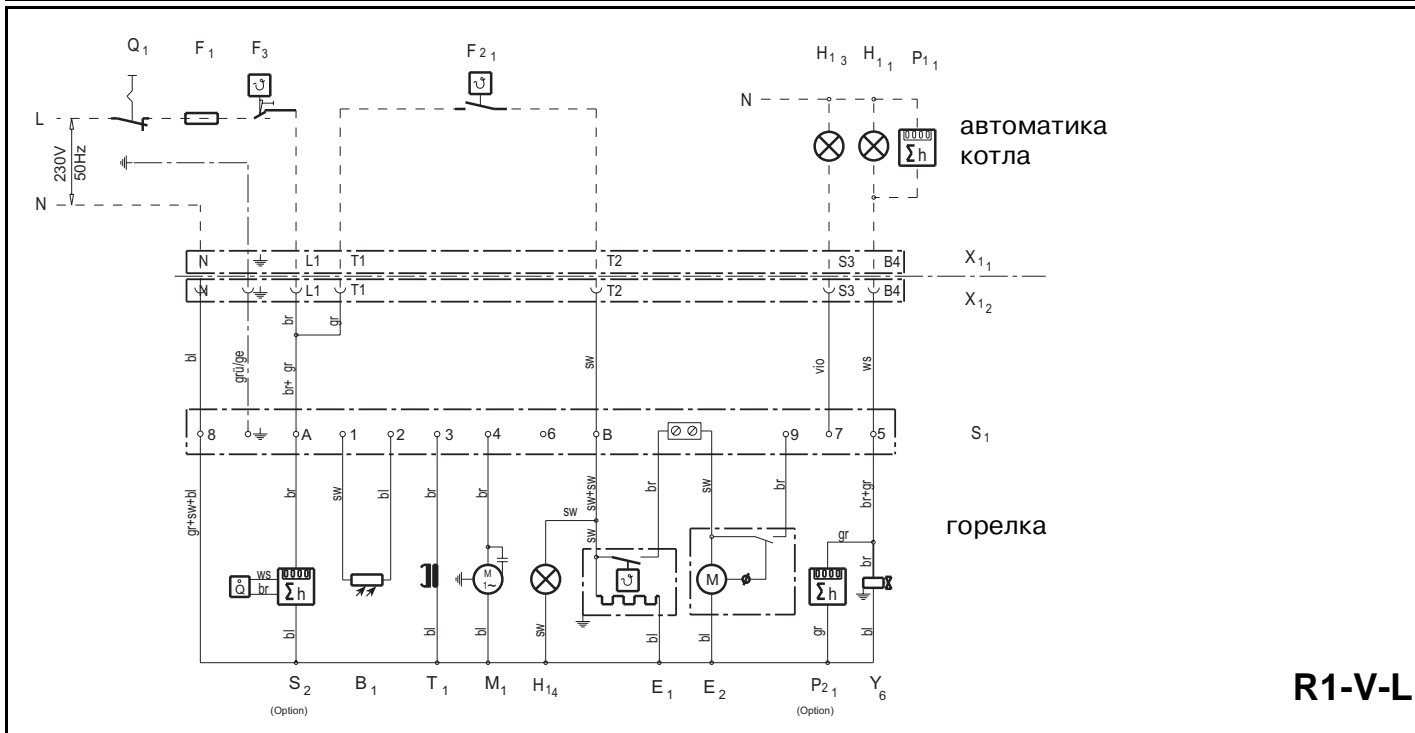 Q1 F1 F3 F21 H13 H11 P11
N
L
автоматика
котла
Σh
230V
50Hz
N
N L1 T1 T2 S3 B4 X11
N L1 T1 T2 S3 B4 X12
br gr
bl grü/ge br+ gr sw vio ws
8 A 1 2 3 4 6 B 9 7 5 S1
gr+sw+bl br sw bl br br sw sw+sw br sw br br+gr
sw gr br
горелка
M
1~
M
ws
br
Q Σh Σh
bl bl bl sw bl bl gr bl
S2 B1 T1 M1 H14 E1 E2 P21 Y6
(Option) (Option)
R1-V-L